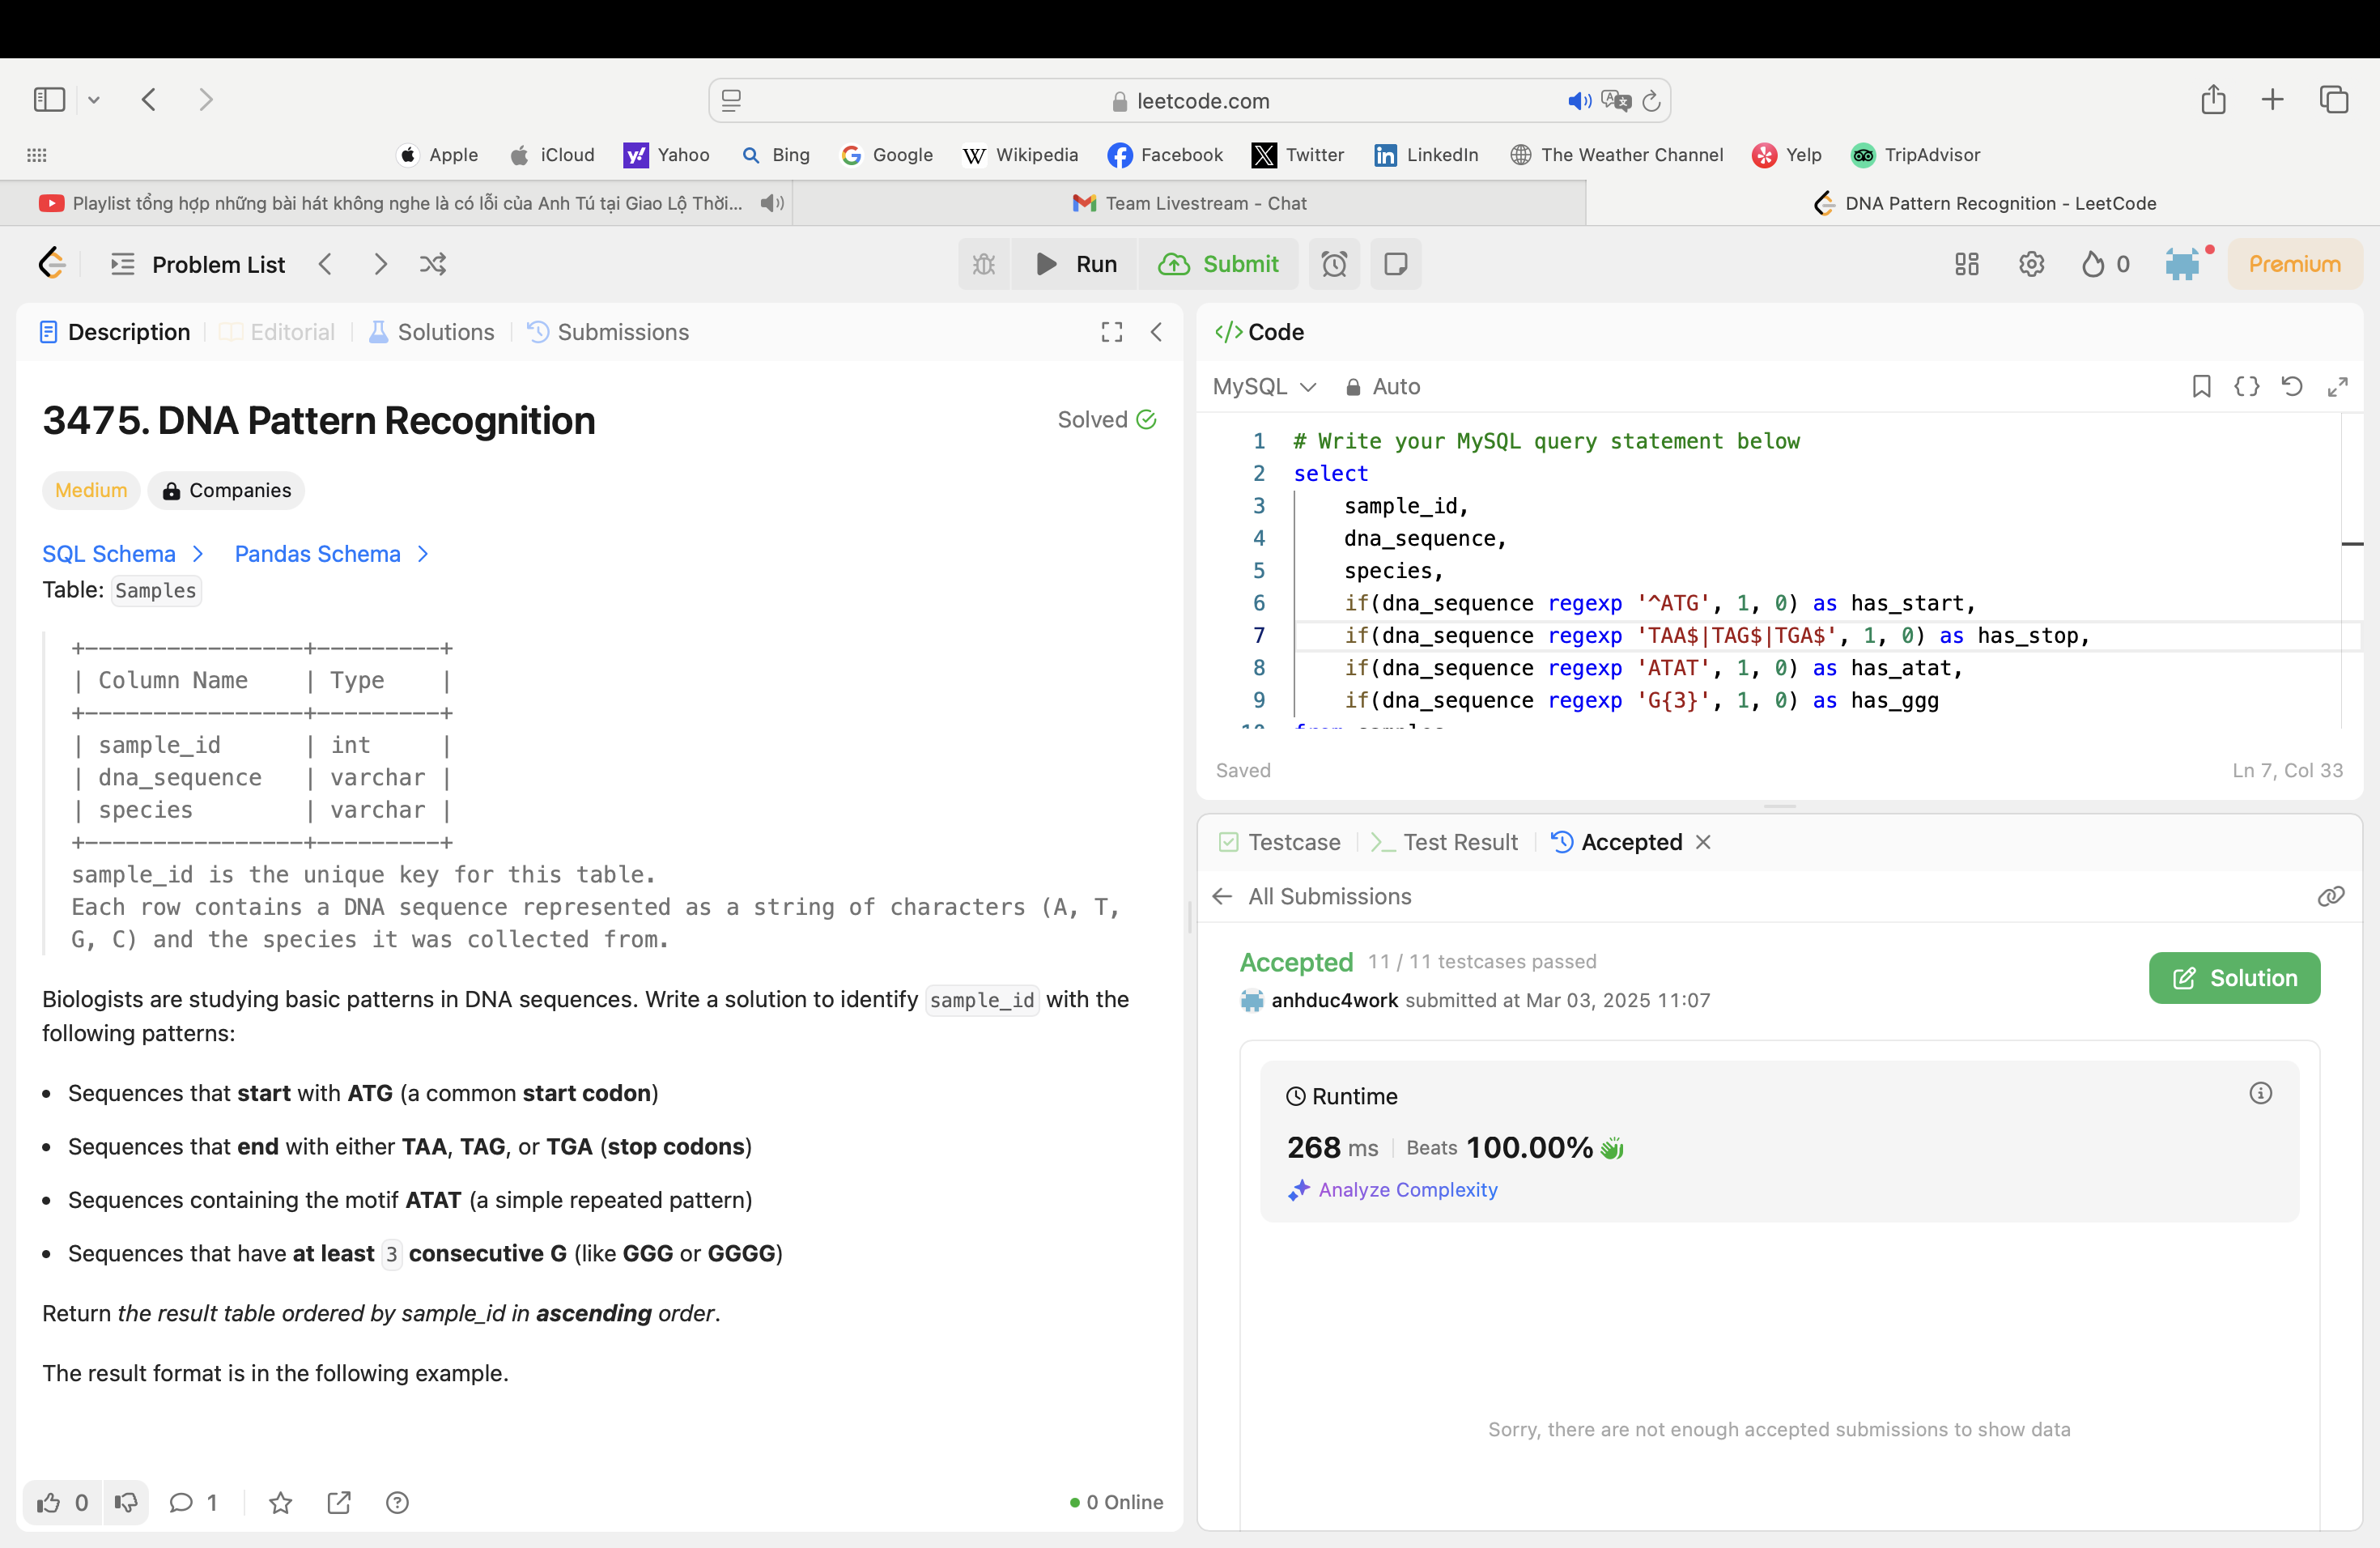 leetcode.com
Apple iCloud Yahoo Bing Google Wikipedia Facebook Twitter LinkedIn The Weather Channel Yelp TripAdvisor
Playlist tổng hợp những bài hát không nghe là có lỗi của Anh Tú tại Giao Lộ Thời... Team Livestream - Chat DNA Pattern Recognition - LeetCode
Problem List Run Submit 0 Premium
Description Editorial Solutions Submissions
3475. DNA Pattern Recognition Solved
Medium Companies
SQL Schema Pandas Schema
Table: Samples
+----------------+---------+
| Column Name | Type |
+----------------+---------+
| sample_id | int |
| dna_sequence | varchar |
| species | varchar |
+----------------+---------+
sample_id is the unique key for this table.
Each row contains a DNA sequence represented as a string of characters (A, T,
G, C) and the species it was collected from.
Biologists are studying basic patterns in DNA sequences. Write a solution to identify sample_id with the
following patterns:
• Sequences that start with ATG (a common start codon)
• Sequences that end with either TAA, TAG, or TGA (stop codons)
• Sequences containing the motif ATAT (a simple repeated pattern)
• Sequences that have at least 3 consecutive G (like GGG or GGGG)
Return the result table ordered by sample_id in ascending order.
The result format is in the following example.
0 1 0 Online
</> Code
MySQL Auto
1 # Write your MySQL query statement below
2 select
3 sample_id,
4 dna_sequence,
5 species,
6 if(dna_sequence regexp '^ATG', 1, 0) as has_start,
7 if(dna_sequence regexp 'TAA$|TAG$|TGA$', 1, 0) as has_stop,
8 if(dna_sequence regexp 'ATAT', 1, 0) as has_atat,
9 if(dna_sequence regexp 'G{3}', 1, 0) as has_ggg
Saved Ln 7, Col 33
Testcase Test Result Accepted
All Submissions
Accepted 11 / 11 testcases passed
Solution
anhduc4work submitted at Mar 03, 2025 11:07
Runtime
268 ms Beats 100.00%
Analyze Complexity
Sorry, there are not enough accepted submissions to show data